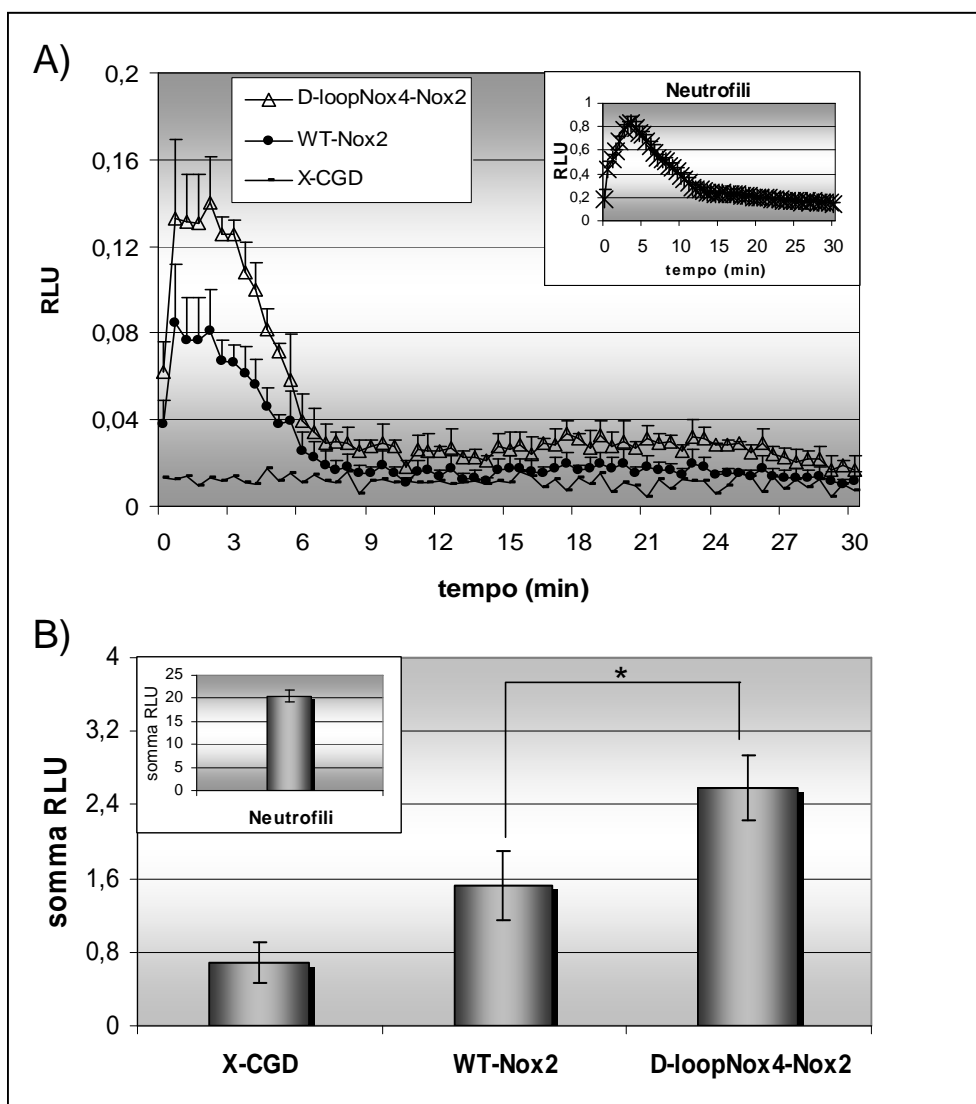 A)
0,2
0,16
0,12
0,08
0,04
0
RLU
D-loopNox4-Nox2
WT-Nox2
X-CGD
0 3 6 9 12 15 18 21 24 27 30
tempo (min)
Neutrofili
1
0,8
0,6
0,4
0,2
0
RLU
0 5 10 15 20 25 30
tempo (min)
B)
4
3,2
2,4
1,6
0,8
0
somma RLU
25
20
15
10
5
0
somma RLU
Neutrofili
*
X-CGD WT-Nox2 D-loopNox4-Nox2